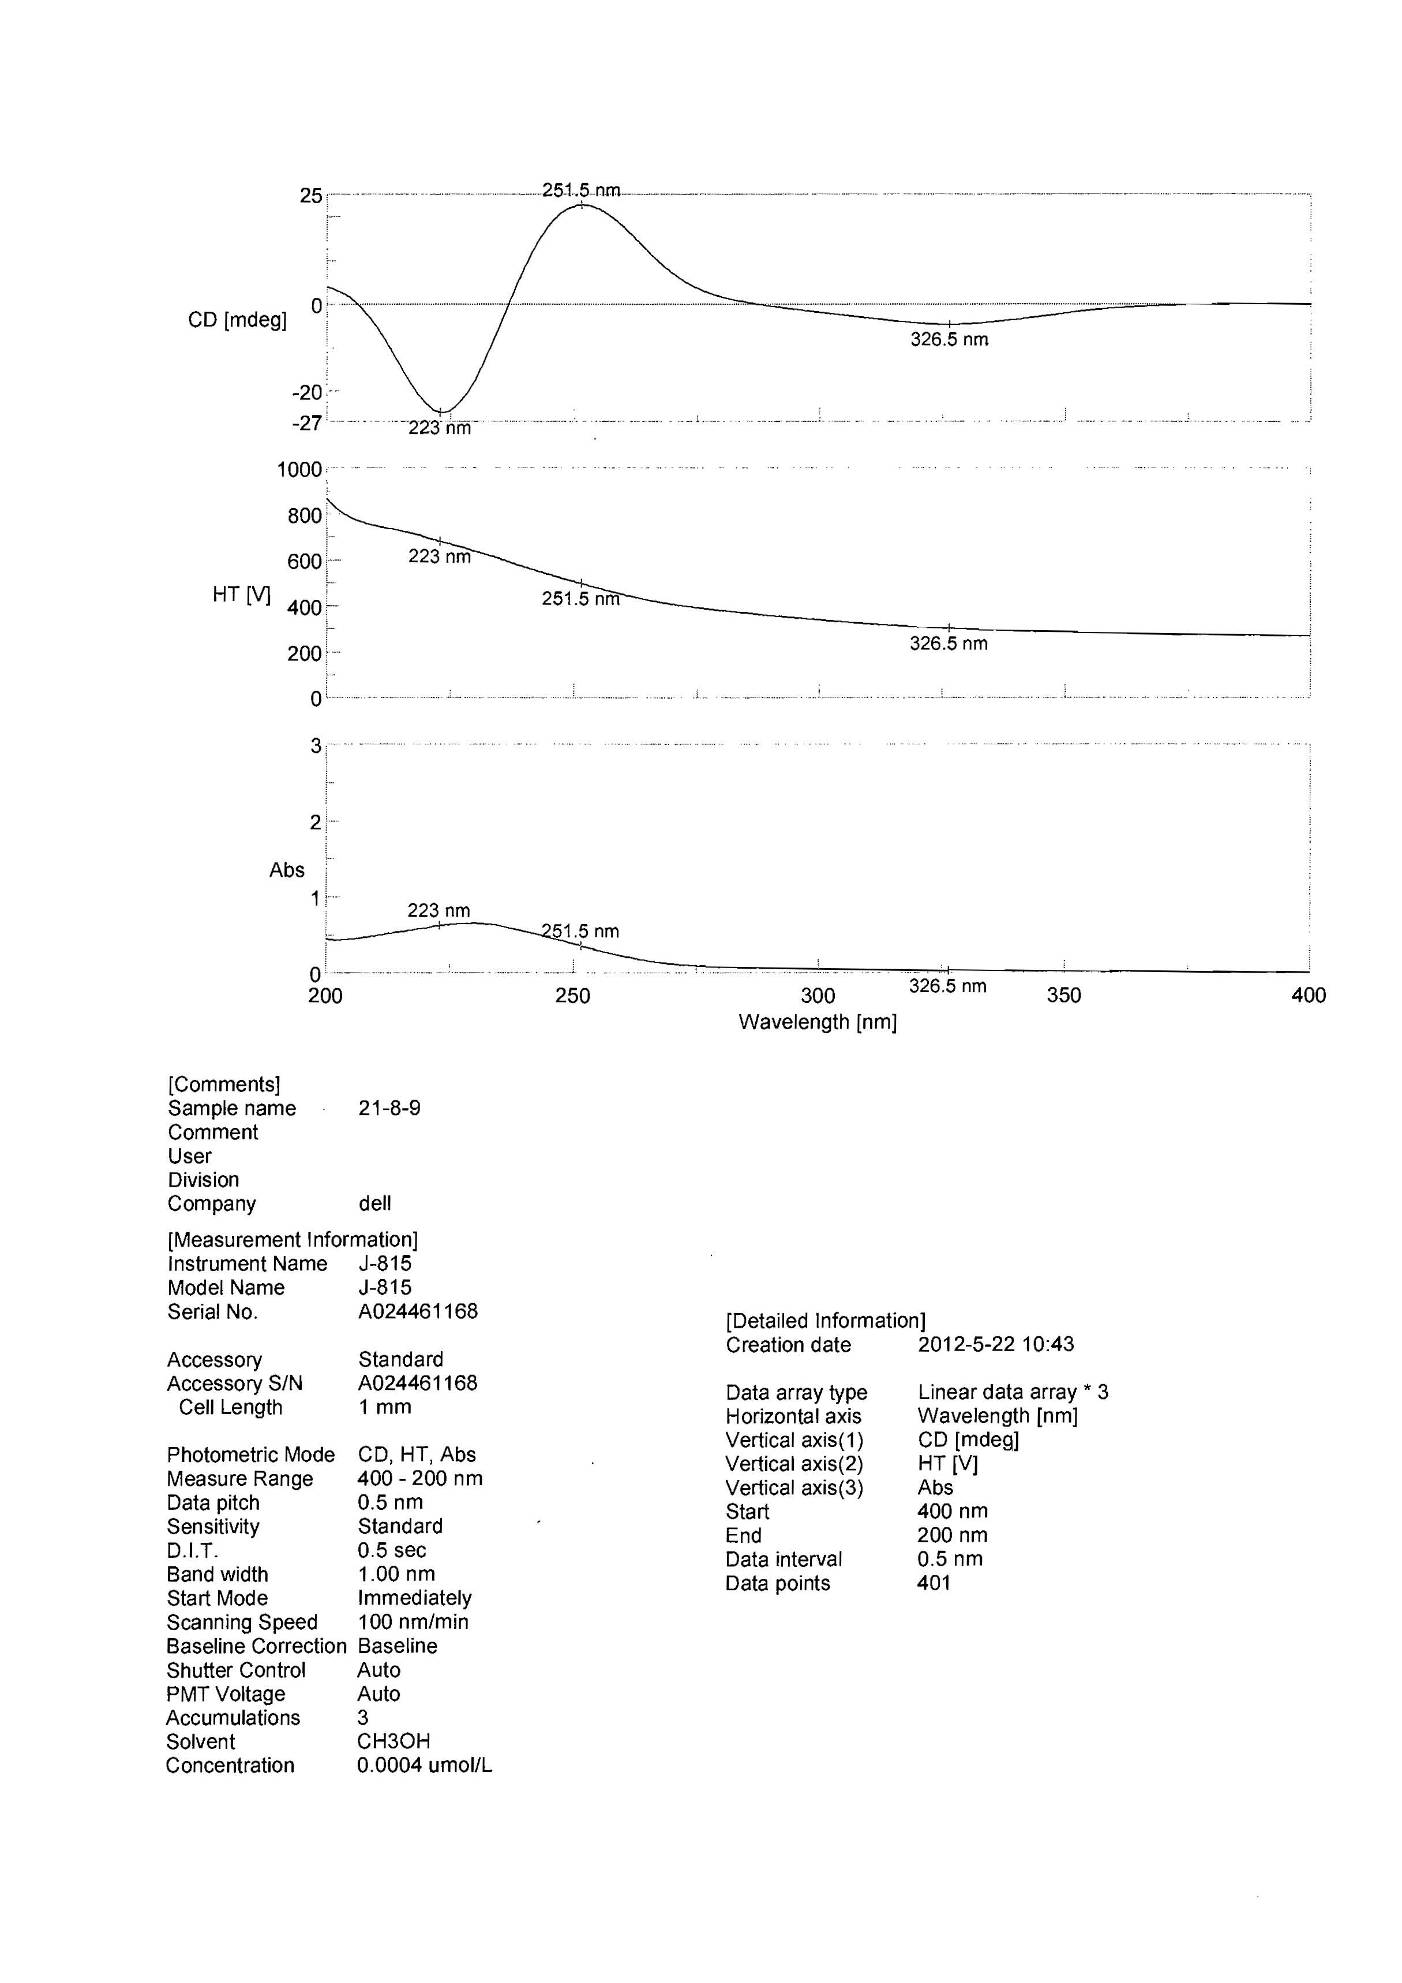 251.5 nm
25
0
CD [mdeg]
326.5 nm
-20
-27
223 nm
1000
800
223 nm
600
251.5 nm
HT [V]
400
326.5 nm
200
0
3
2
Abs
1
223 nm
251.5 nm
0
326.5 nm
200 250 300 350 400
Wavelength [nm]
[Comments]
Sample name 21-8-9
Comment
User
Division
Company dell
[Measurement Information]
Instrument Name J-815
Model Name J-815
Serial No. A024461168
Accessory Standard
Accessory S/N A024461168
Cell Length 1 mm
Photometric Mode CD, HT, Abs
Measure Range 400 - 200 nm
Data pitch 0.5 nm
Sensitivity Standard
D.I.T. 0.5 sec
Band width 1.00 nm
Start Mode Immediately
Scanning Speed 100 nm/min
Baseline Correction Baseline
Shutter Control Auto
PMT Voltage Auto
Accumulations 3
Solvent CH3OH
Concentration 0.0004 umol/L
[Detailed Information]
Creation date 2012-5-22 10:43
Data array type Linear data array * 3
Horizontal axis Wavelength [nm]
Vertical axis(1) CD [mdeg]
Vertical axis(2) HT [V]
Vertical axis(3) Abs
Start 400 nm
End 200 nm
Data interval 0.5 nm
Data points 401